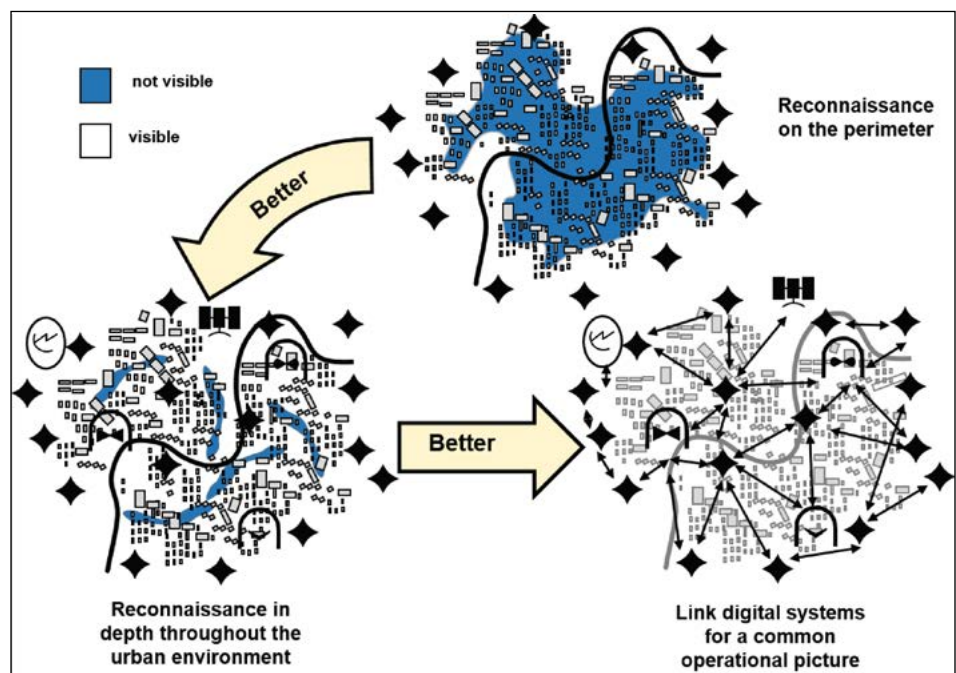 not visible
visible
Reconnaissance
on the perimeter
Better
Better
Reconnaissance in
depth throughout the
urban environment
Link digital systems
for a common
operational picture